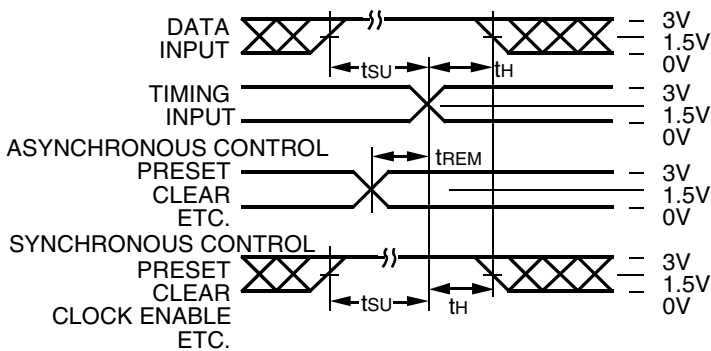 DATA
INPUT
tSU
tH
3V
1.5V
0V
TIMING
INPUT
3V
1.5V
0V
ASYNCHRONOUS CONTROL
PRESET
CLEAR
ETC.
tREM
3V
1.5V
0V
SYNCHRONOUS CONTROL
PRESET
CLEAR
CLOCK ENABLE
ETC.
tSU
tH
3V
1.5V
0V